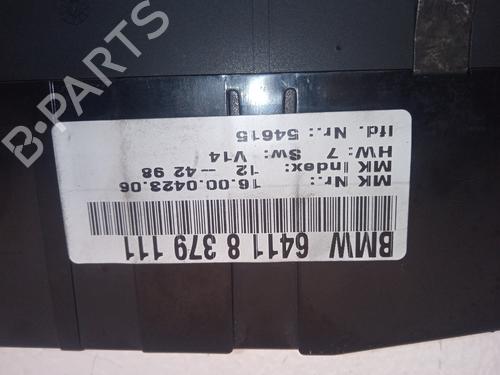 BMW 6411 8 379 111
MK Nr.: 16.00.0423.06
MK Index: 12 – 42 98
HW: 7 Sw: V14
lfd. Nr.: 54615
B-PARTS